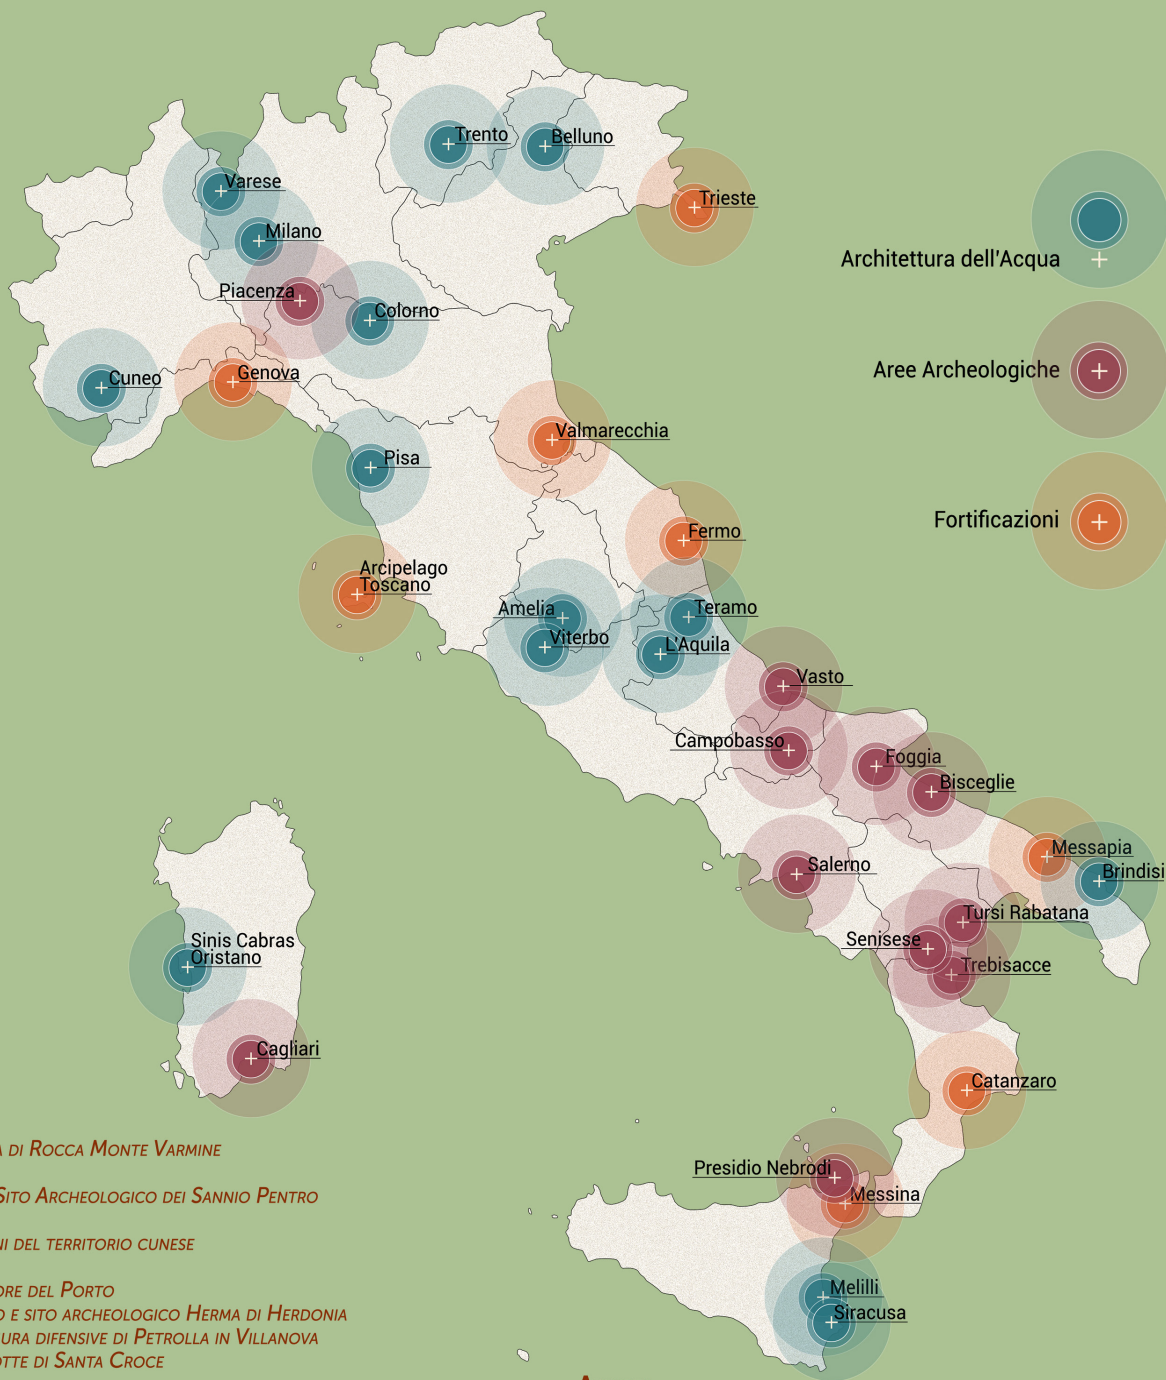 Trento
Belluno
Varese
Trieste
Milano
Architettura dell'Acqua
Piacenza
Colorno
Aree Archeologiche
Cuneo
Genova
Valmarecchia
Pisa
Fortificazioni
Fermo
Arcipelago
Toscano
Amelia
Teramo
Viterbo
L'Aquila
Vasto
Campobasso
Foggia
Bisceglie
Messapia
Salerno
Brindisi
Tursi Rabatana
Senisese
Sinis Cabras
Oristano
Trebisacce
Cagliari
Catanzaro
di Rocca Monte Varmine
Presidio Nebrodi
Messina
Sito Archeologico dei Sannio Pentro
del territorio cunese
Melilli
del Porto
Siracusa
e sito archeologico Herma di Herdonia
difensive di Petrolla in Villanova
di Santa Croce